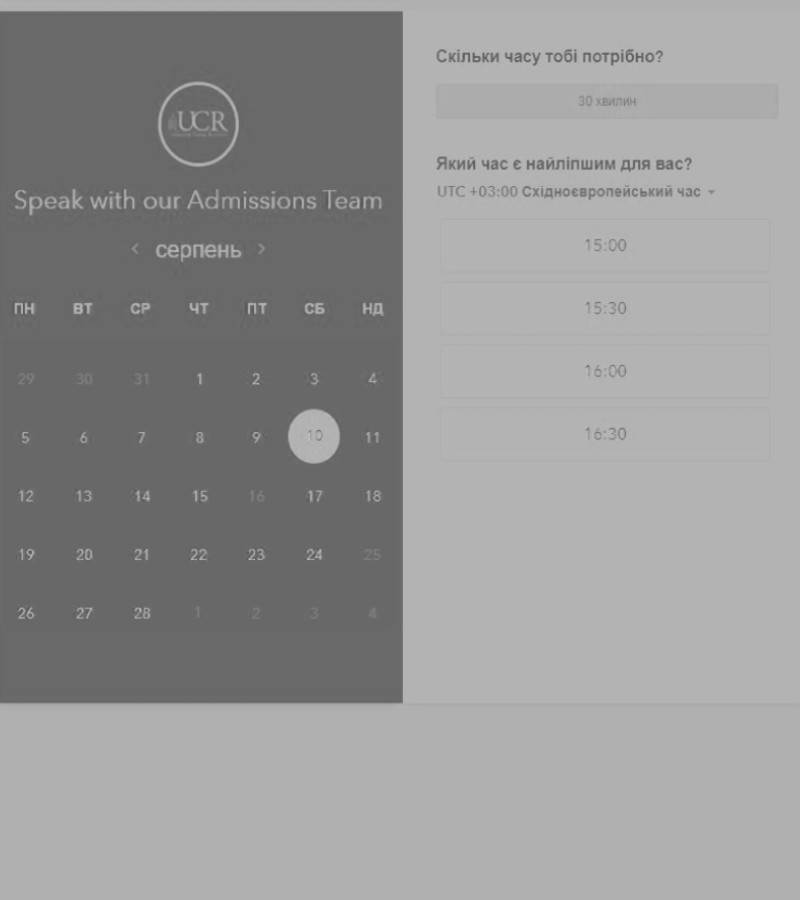 UCR
Speak with our Admissions Team
серпень
ПН ВТ СР ЧТ ПТ СБ НД
29 30 31 1 2 3 4
5 6 7 8 9 10 11
12 13 14 15 16 17 18
19 20 21 22 23 24 25
26 27 28 1 2 3 4
Скільки часу тобі потрібно?
30 хвилин
Який час є найліпшим для вас?
UTC +03:00 Східноєвропейський час
15:00
15:30
16:00
16:30